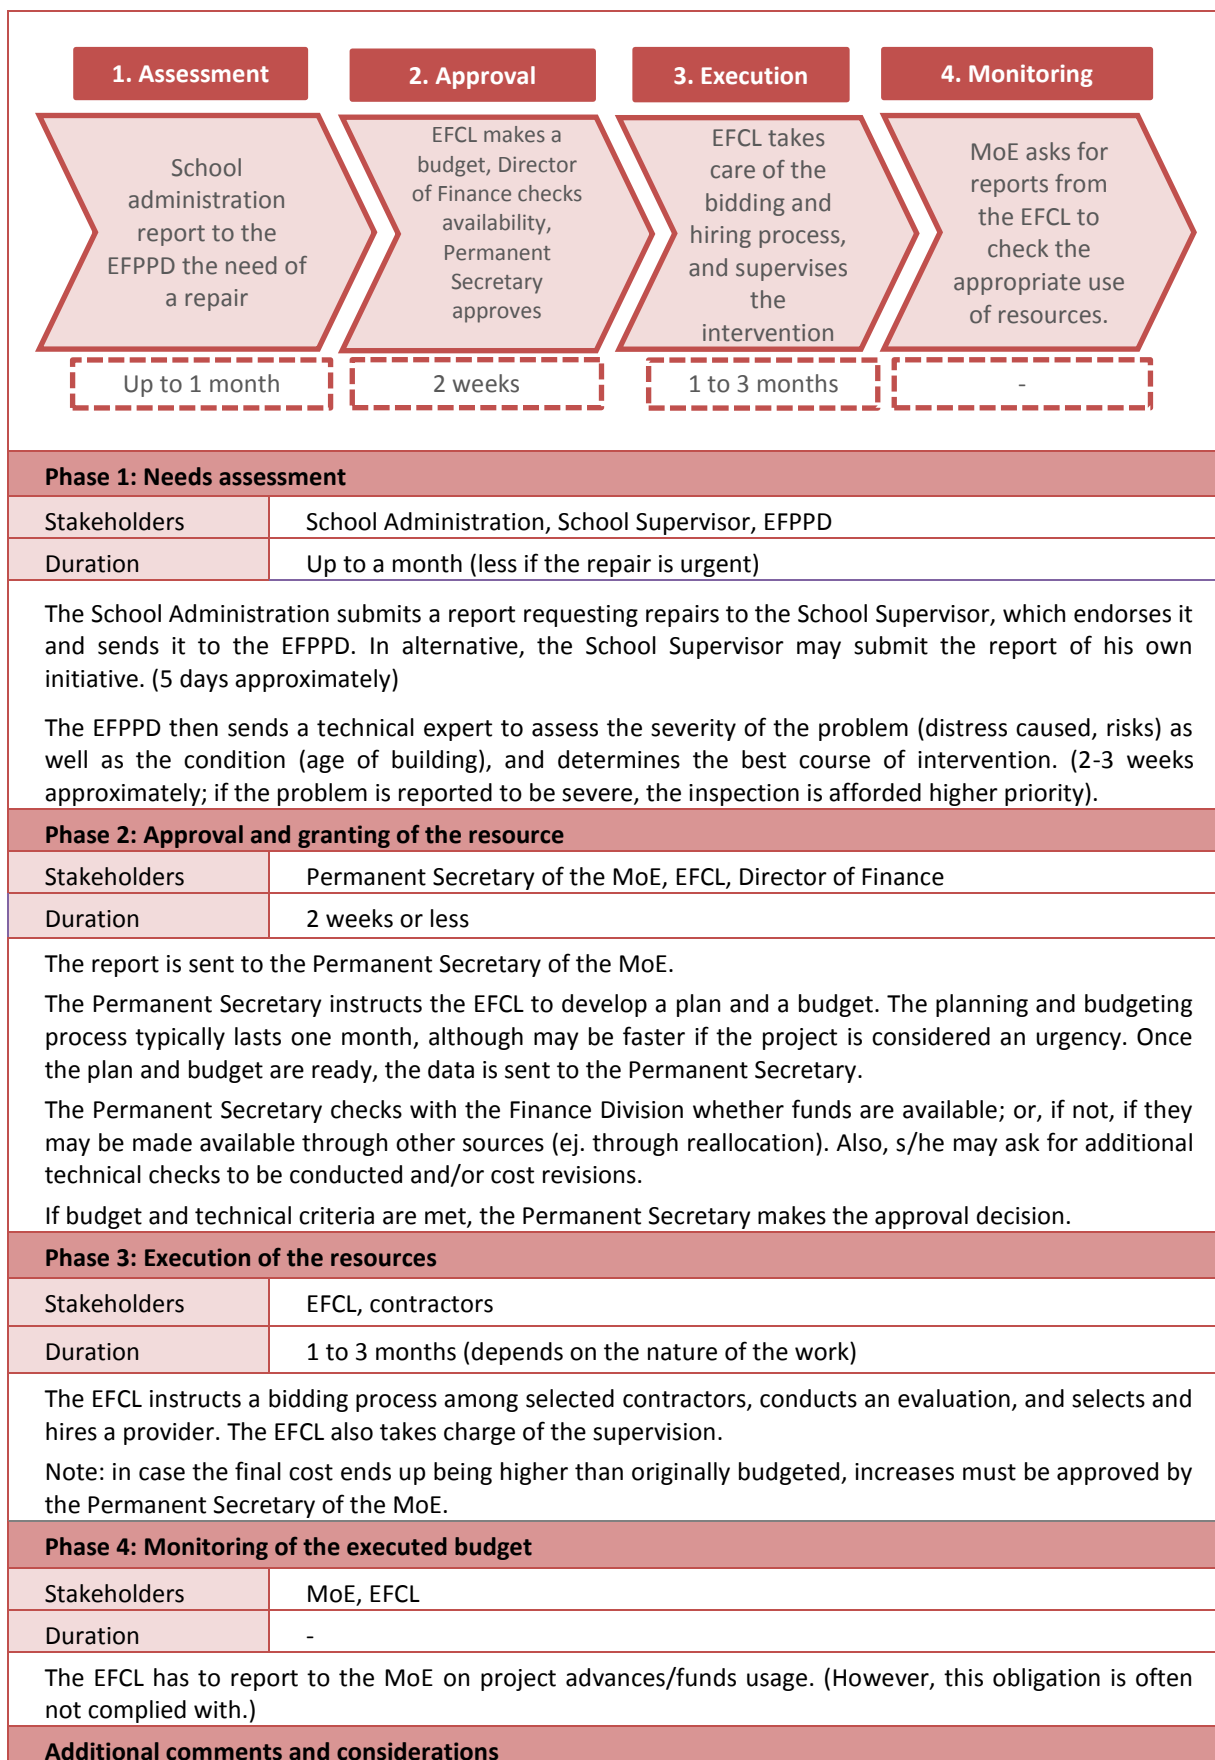 1. Assessment
2. Approval
3. Execution
4. Monitoring
School
administration
report to the
EFPPD the need of
a repair
EFCL makes a
budget, Director
of Finance checks
availability,
Permanent
Secretary
approves
EFCL takes
care of the
bidding and
hiring process,
and supervises
the
intervention
MoE asks for
reports from
the EFCL to
check the
appropriate use
of resources.
Up to 1 month
2 weeks
1 to 3 months
-
Phase 1: Needs assessment
Stakeholders School Administration, School Supervisor, EFPPD
Duration Up to a month (less if the repair is urgent)
The School Administration submits a report requesting repairs to the School Supervisor, which endorses it
and sends it to the EFPPD. In alternative, the School Supervisor may submit the report of his own
initiative. (5 days approximately)
The EFPPD then sends a technical expert to assess the severity of the problem (distress caused, risks) as
well as the condition (age of building), and determines the best course of intervention. (2-3 weeks
approximately; if the problem is reported to be severe, the inspection is afforded higher priority).
Phase 2: Approval and granting of the resource
Stakeholders Permanent Secretary of the MoE, EFCL, Director of Finance
Duration 2 weeks or less
The report is sent to the Permanent Secretary of the MoE.
The Permanent Secretary instructs the EFCL to develop a plan and a budget. The planning and budgeting
process typically lasts one month, although may be faster if the project is considered an urgency. Once
the plan and budget are ready, the data is sent to the Permanent Secretary.
The Permanent Secretary checks with the Finance Division whether funds are available; or, if not, if they
may be made available through other sources (ej. through reallocation). Also, s/he may ask for additional
technical checks to be conducted and/or cost revisions.
If budget and technical criteria are met, the Permanent Secretary makes the approval decision.
Phase 3: Execution of the resources
Stakeholders EFCL, contractors
Duration 1 to 3 months (depends on the nature of the work)
The EFCL instructs a bidding process among selected contractors, conducts an evaluation, and selects and
hires a provider. The EFCL also takes charge of the supervision.
Note: in case the final cost ends up being higher than originally budgeted, increases must be approved by
the Permanent Secretary of the MoE.
Phase 4: Monitoring of the executed budget
Stakeholders MoE, EFCL
Duration -
The EFCL has to report to the MoE on project advances/funds usage. (However, this obligation is often
not complied with.)
Additional comments and considerations